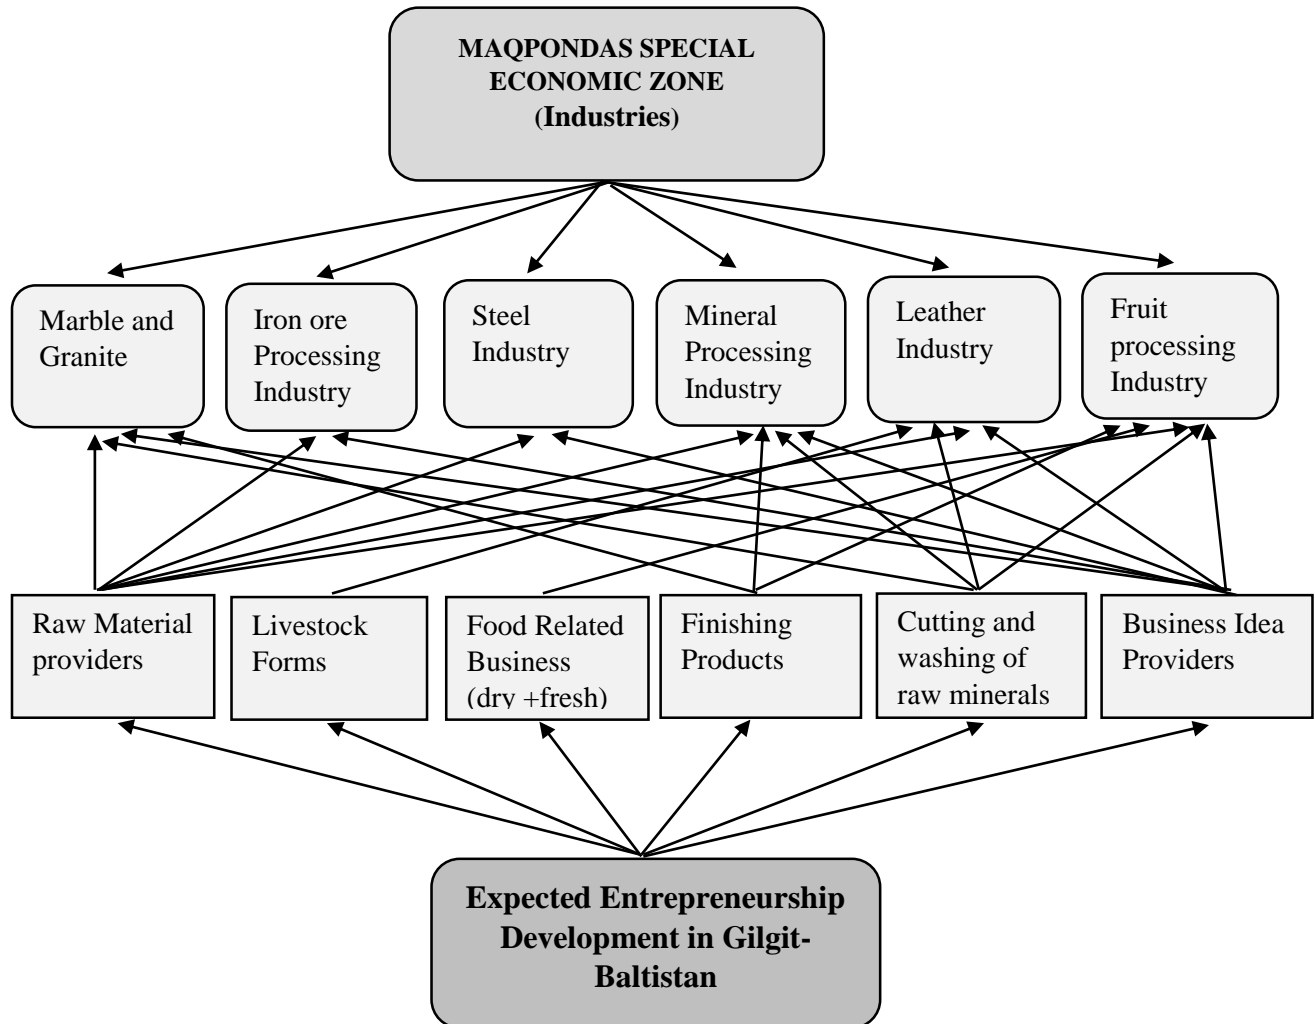 MAQPONDAS SPECIAL
ECONOMIC ZONE
(Industries)
Marble and
Granite
Iron ore
Processing
Industry
Steel
Industry
Mineral
Processing
Industry
Leather
Industry
Fruit
processing
Industry
Raw Material
providers
Livestock
Forms
Food Related
Business
(dry +fresh)
Finishing
Products
Cutting and
washing of
raw minerals
Business Idea
Providers
Expected Entrepreneurship
Development in Gilgit-
Baltistan